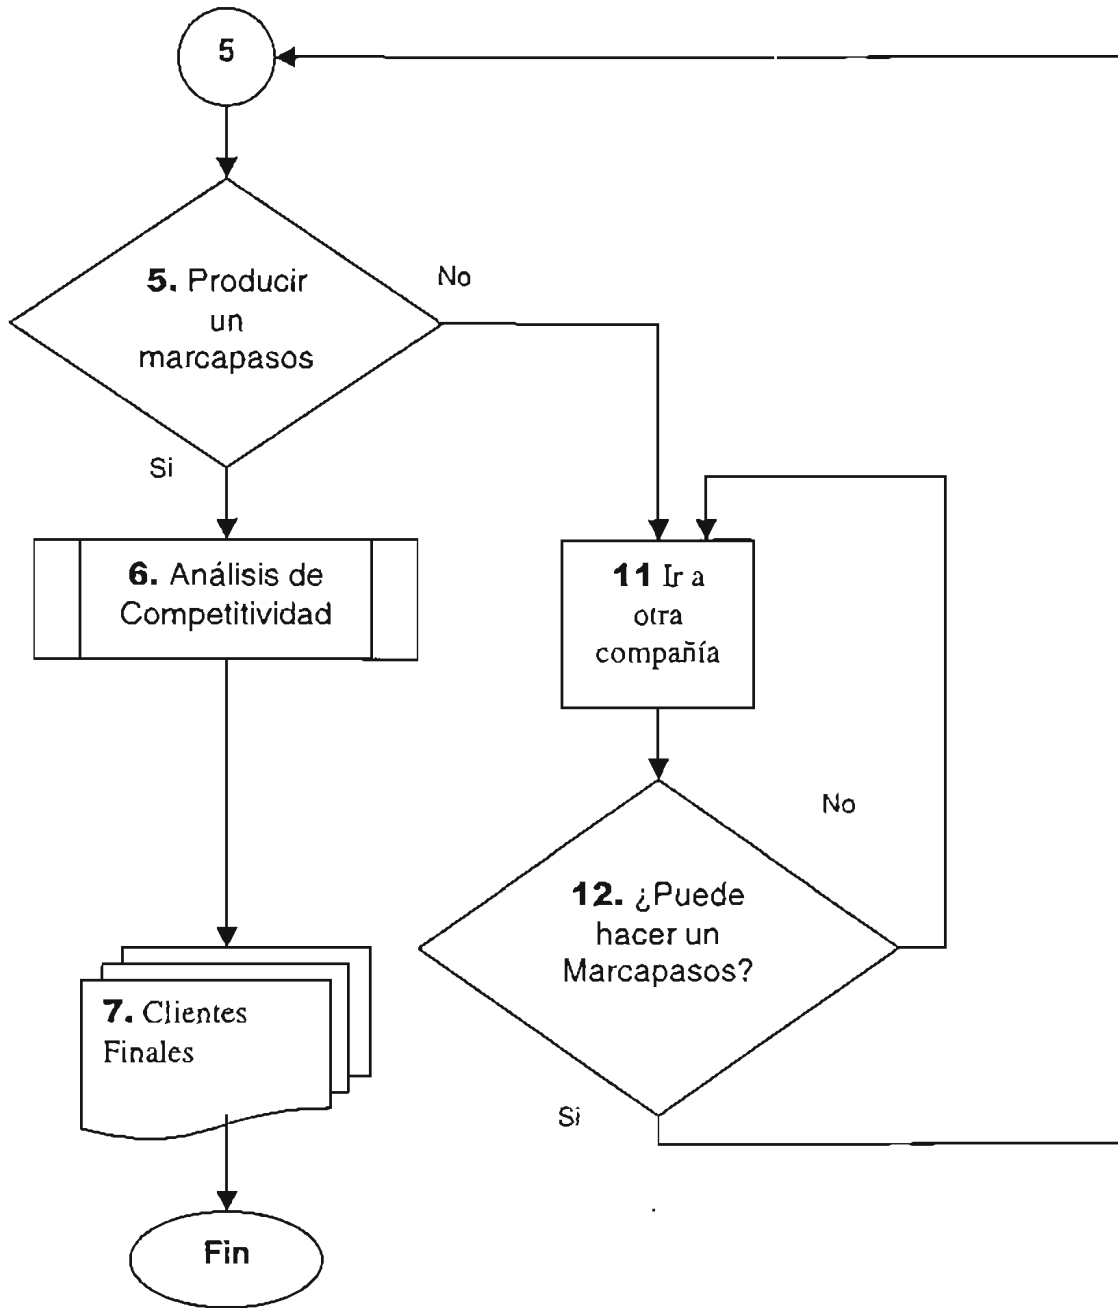 5
5. Producir
un
marcapasos
No
Si
6. Análisis de
Competitividad
11 Ir a
otra
compañía
No
12. ¿Puede
hacer un
Marcapasos?
7. Clientes
Finales
Si
Fin